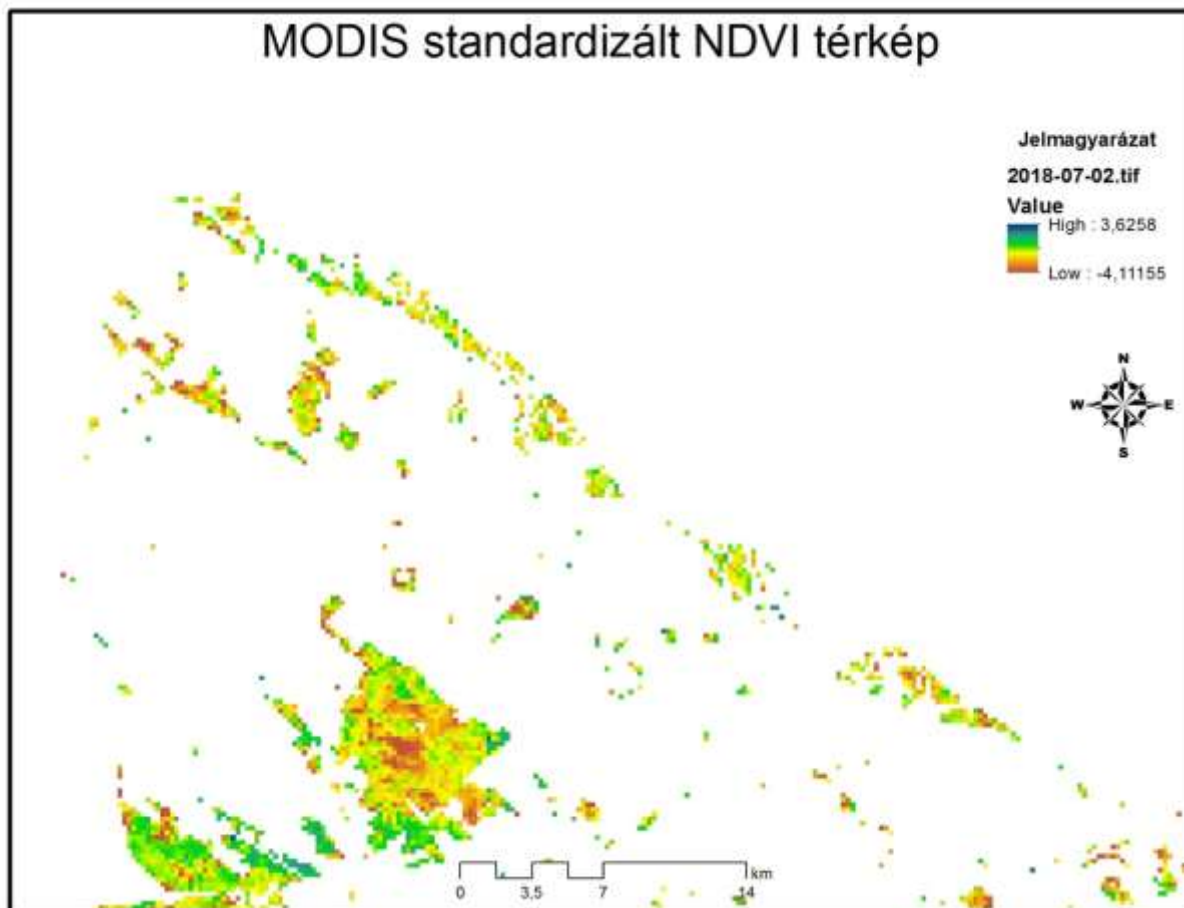 MODIS standardizált NDVI térkép
Jelmagyarázat
2018-07-02.tif
Value
High : 3,6258
Low : -4,11155
N
W E
S
km
0 3,5 7 14